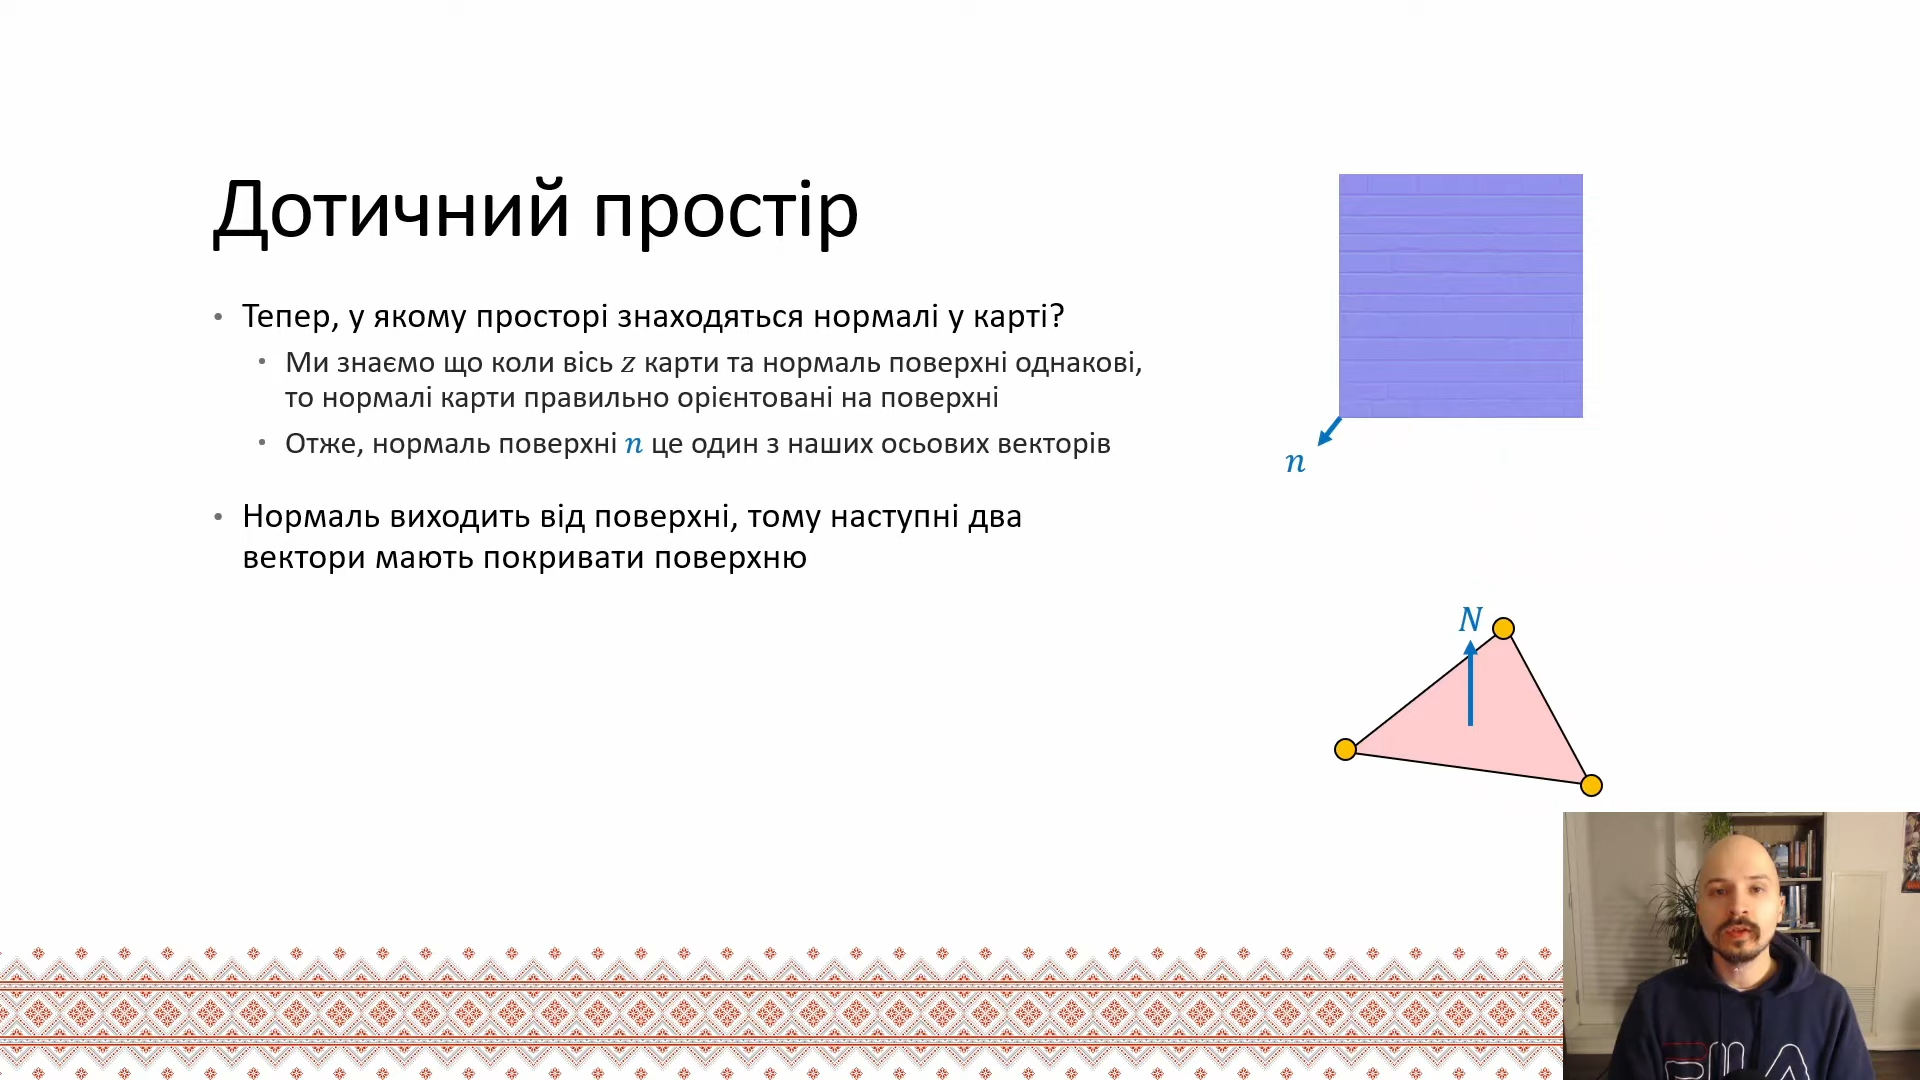 Дотичний простір
• Тепер, у якому просторі знаходяться нормалі у карті?
• Ми знаємо що коли вісь z карти та нормаль поверхні однакові,
то нормалі карти правильно орієнтовані на поверхні
• Отже, нормаль поверхні n це один з наших осьових векторів
• Нормаль виходить від поверхні, тому наступні два
вектори мають покривати поверхню
n
N
FILA